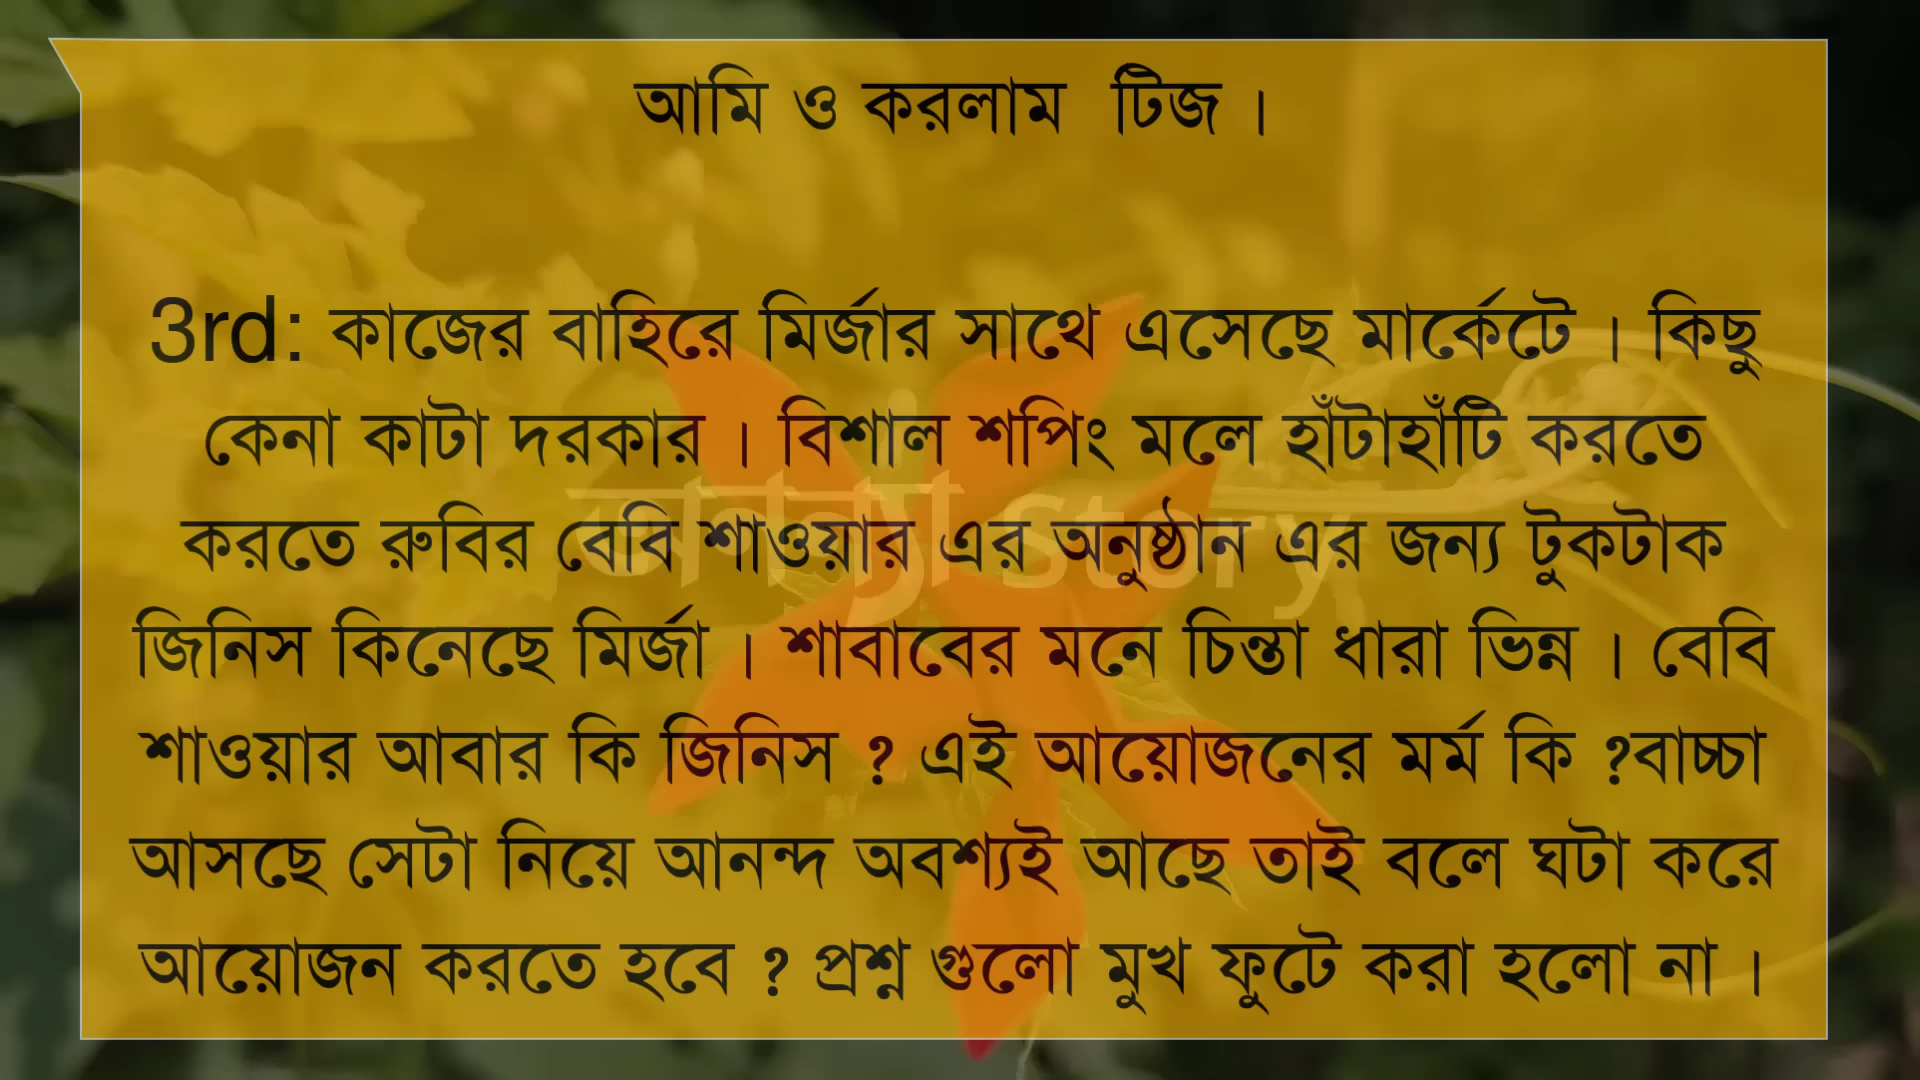 আমি ও করলাম টিজ ।
3rd: কাজের বাহিরে মির্জার সাথে এসেছে মার্কেটে । কিছু
কেনা কাটা দরকার । বিশাল শপিং মলে হাঁটাহাঁটি করতে
করতে রুবির বেবি শাওয়ার এর অনুষ্ঠান এর জন্য টুকটাক
জিনিস কিনেছে মির্জা । শাবাবের মনে চিন্তা ধারা ভিন্ন । বেবি
শাওয়ার আবার কি জিনিস ? এই আয়োজনের মর্ম কি ?বাচ্চা
আসছে সেটা নিয়ে আনন্দ অবশ্যই আছে তাই বলে ঘটা করে
আয়োজন করতে হবে ? প্রশ্ন গুলো মুখ ফুটে করা হলো না ।
Story